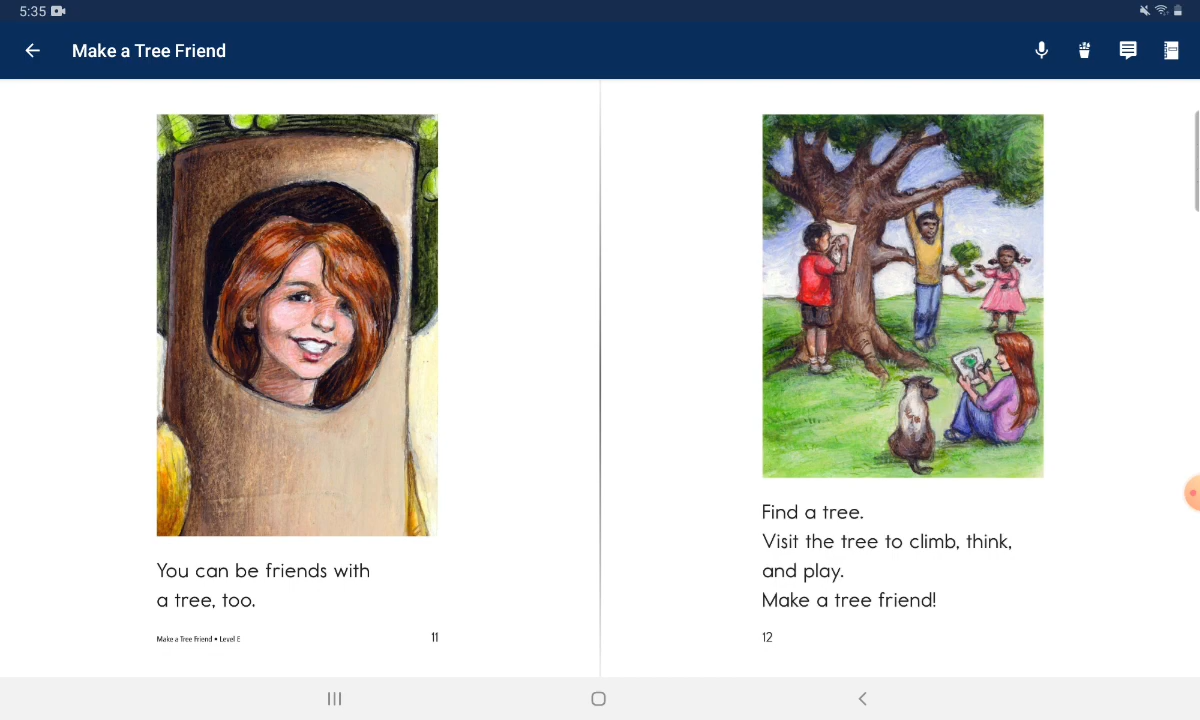 5:35
Make a Tree Friend
You can be friends with
a tree, too.
Make a Tree Friend • Level E
11
Find a tree.
Visit the tree to climb, think,
and play.
Make a tree friend!
12